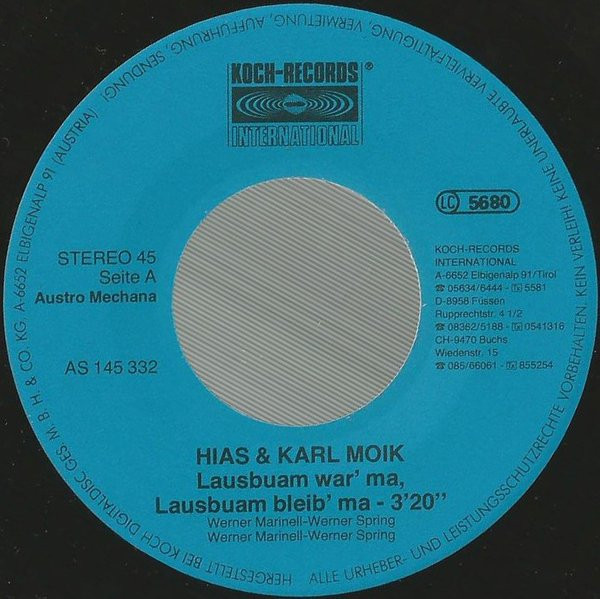 KOCH-RECORDS®
INTERNATIONAL
LC 5680
STEREO 45
Seite A
Austro Mechana
AS 145 332
KOCH-RECORDS
INTERNATIONAL
A-6652 Elbigenalp 91/Tirol
☎ 05634/6444 - Tx 5581
D-8958 Füssen
Rupprechtstr. 4 1/2
☎ 08362/5188 - Tx 0541316
CH-9470 Buchs
Wiedenstr. 15
☎ 085/66061 - Tx 855254
HIAS & KARL MOIK
Lausbuam war' ma,
Lausbuam bleib' ma - 3'20"
Werner Marinell-Werner Spring
Werner Marinell-Werner Spring
HERGESTELLT BEI KOCH DIGITALDISC GES. M. B. H & CO. KG. A-6652 ELBIGENALP 91 (AUSTRIA)
ALLE URHEBER- UND LEISTUNGSSCHUTZRECHTE VORBEHALTEN. KEIN VERLEIH! KEINE UNERLAUBTE VERVIELFÄLTIGUNG, VERMIETUNG, AUFFÜHRUNG, SENDUNG!